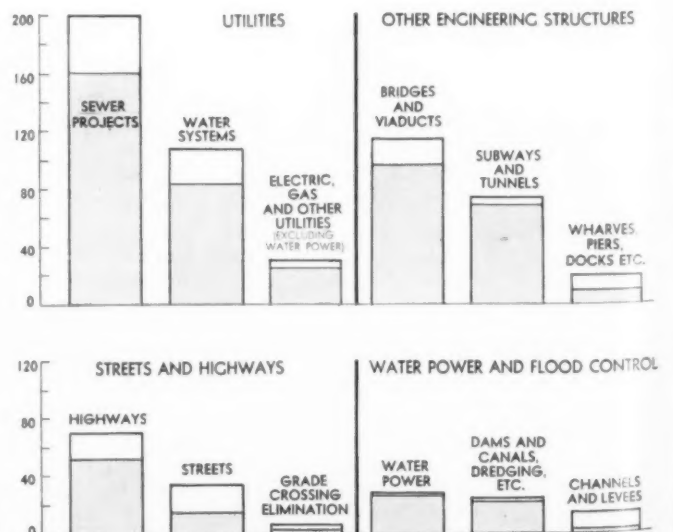 200
160
120
80
40
0
UTILITIES
SEWER
PROJECTS
WATER
SYSTEMS
ELECTRIC,
GAS
AND OTHER
UTILITIES
(EXCLUDING
WATER POWER)
OTHER ENGINEERING STRUCTURES
BRIDGES
AND
VIADUCTS
SUBWAYS
AND
TUNNELS
WHARVES,
PIERS,
DOCKS ETC.
120
80
40
0
STREETS AND HIGHWAYS
HIGHWAYS
STREETS
GRADE
CROSSING
ELIMINATION
WATER POWER AND FLOOD CONTROL
WATER
POWER
DAMS AND
CANALS,
DREDGING,
ETC.
CHANNELS
AND LEVEES